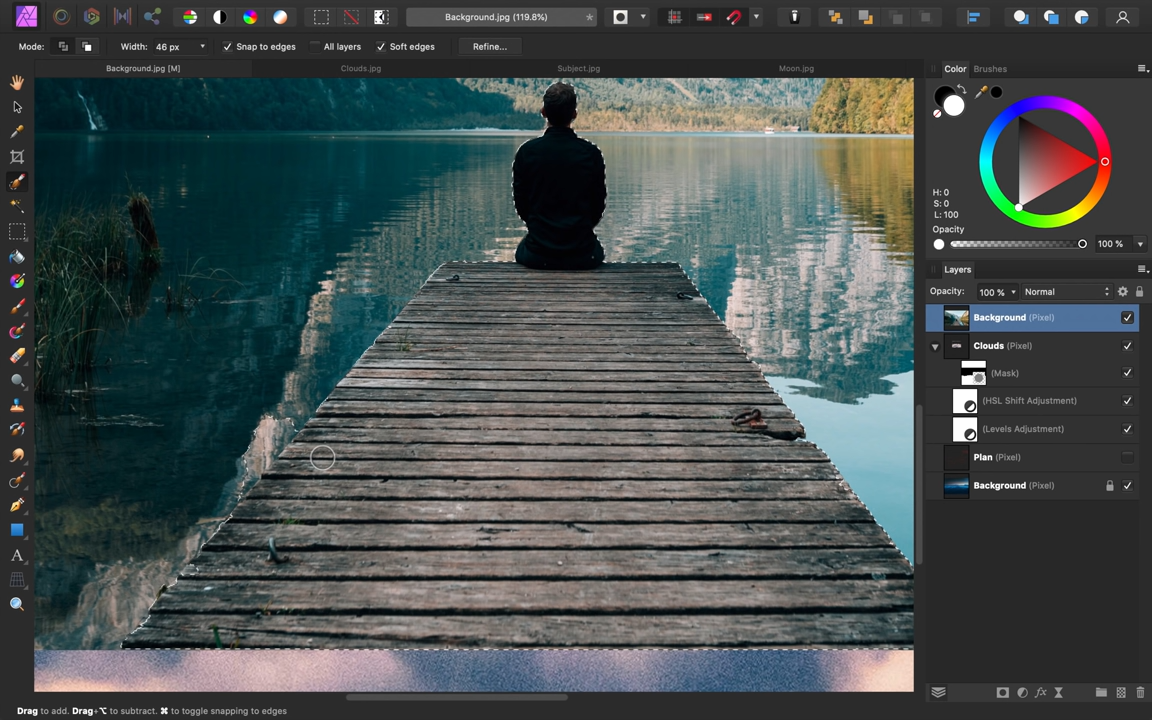 Background.jpg (119.8%)
Mode:
Width: 46 px
Snap to edges
All layers
Soft edges
Refine...
Background.jpg [M]
Clouds.jpg
Subject.jpg
Moon.jpg
Color
Brushes
H: 0
S: 0
L: 100
Opacity
100 %
Layers
Opacity: 100 % Normal
Background (Pixel)
Clouds (Pixel)
(Mask)
(HSL Shift Adjustment)
(Levels Adjustment)
Plan (Pixel)
Background (Pixel)
A
fx
Drag to add. Drag+⌥ to subtract. ⌘ to toggle snapping to edges